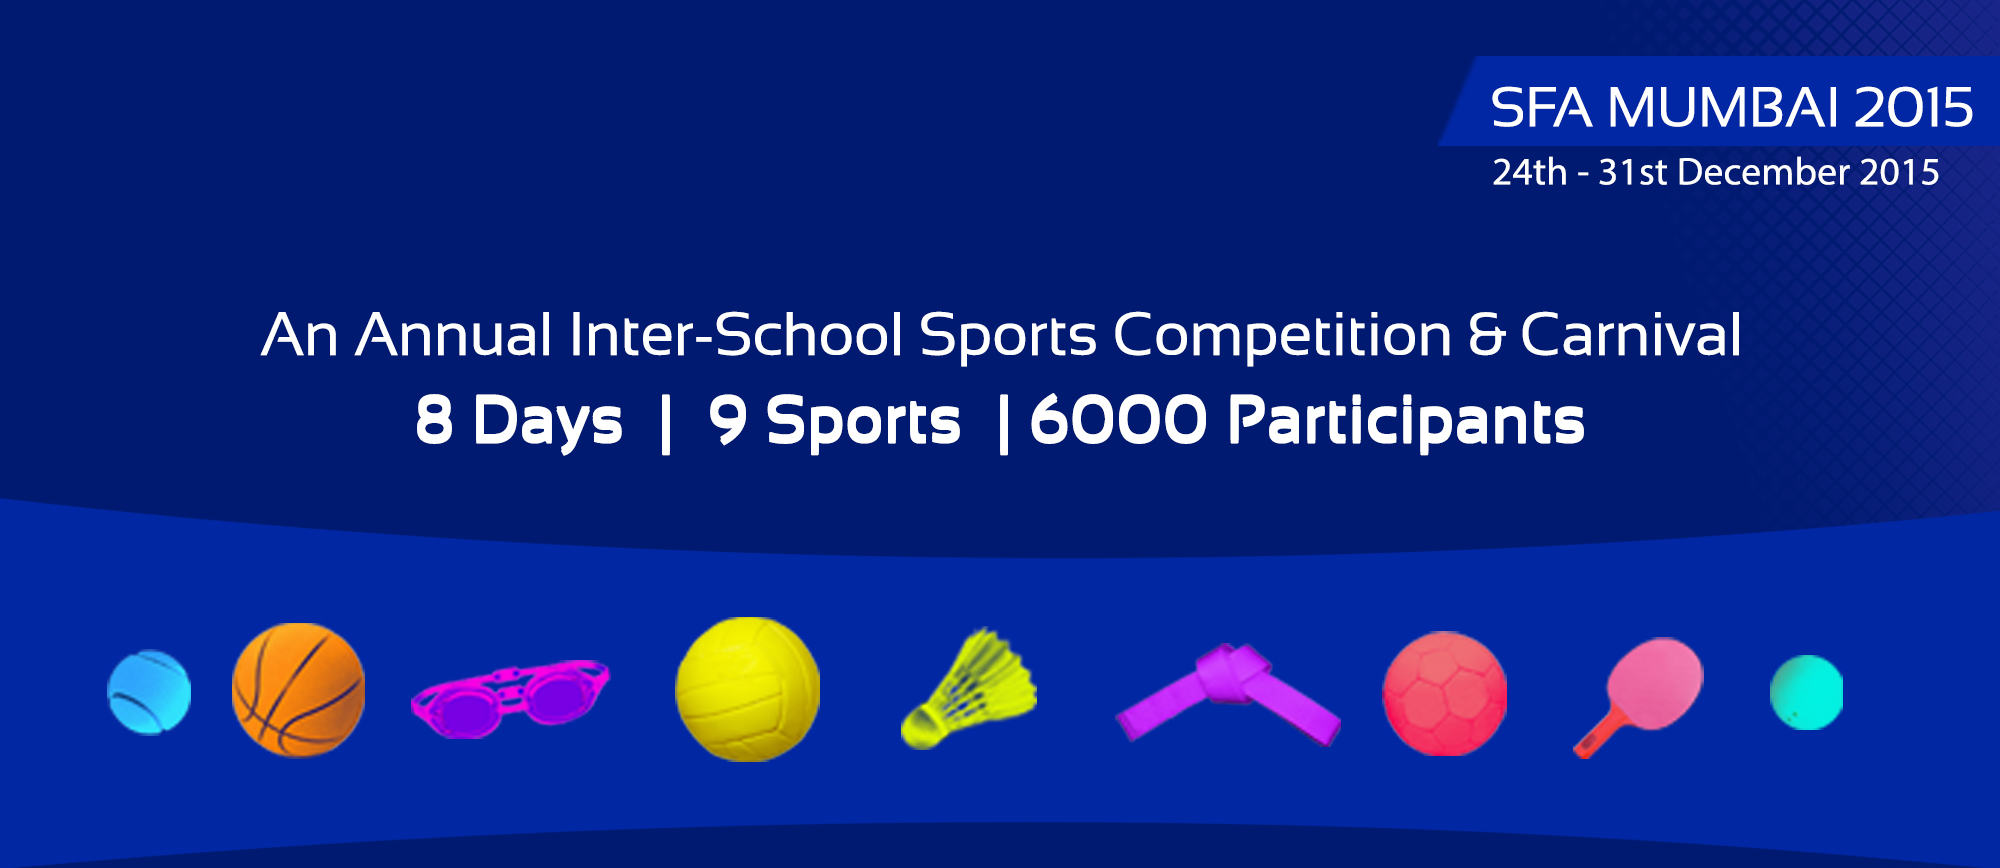 SFA MUMBAI 2015
24th - 31st December 2015
An Annual Inter-School Sports Competition & Carnival
8 Days | 9 Sports | 6000 Participants